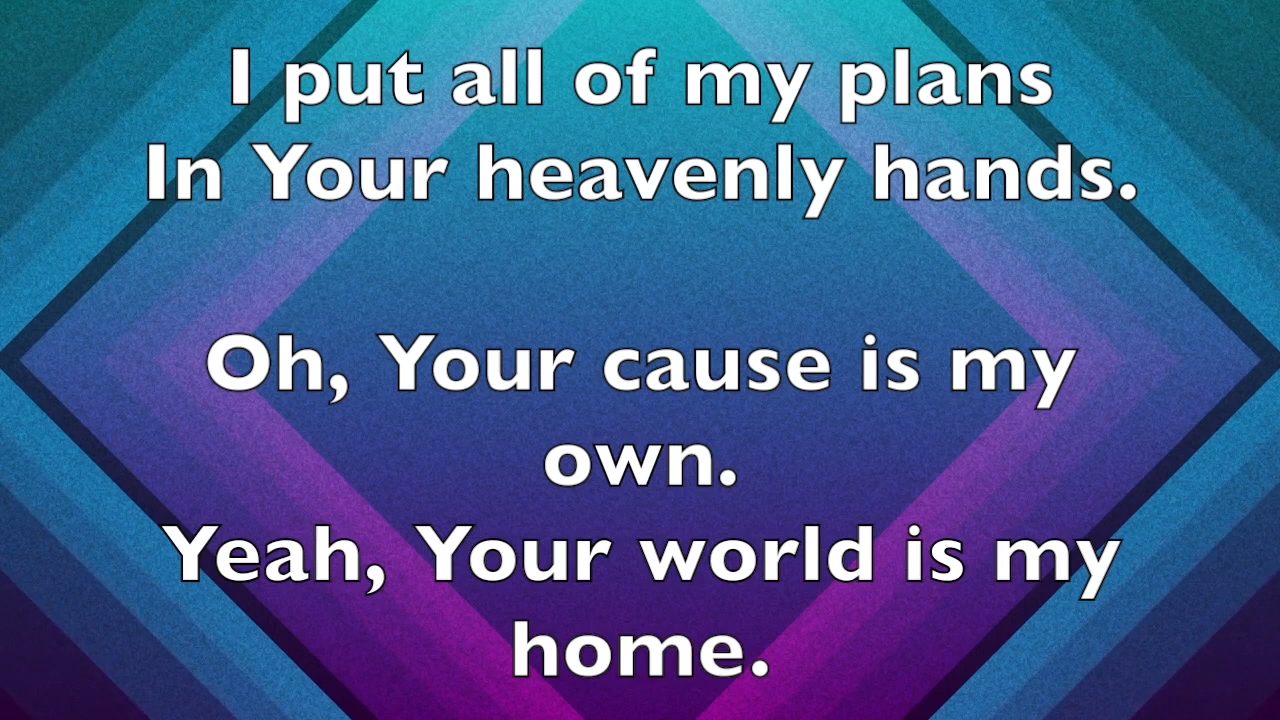 I put all of my plans
In Your heavenly hands.
Oh, Your cause is my
own.
Yeah, Your world is my
home.